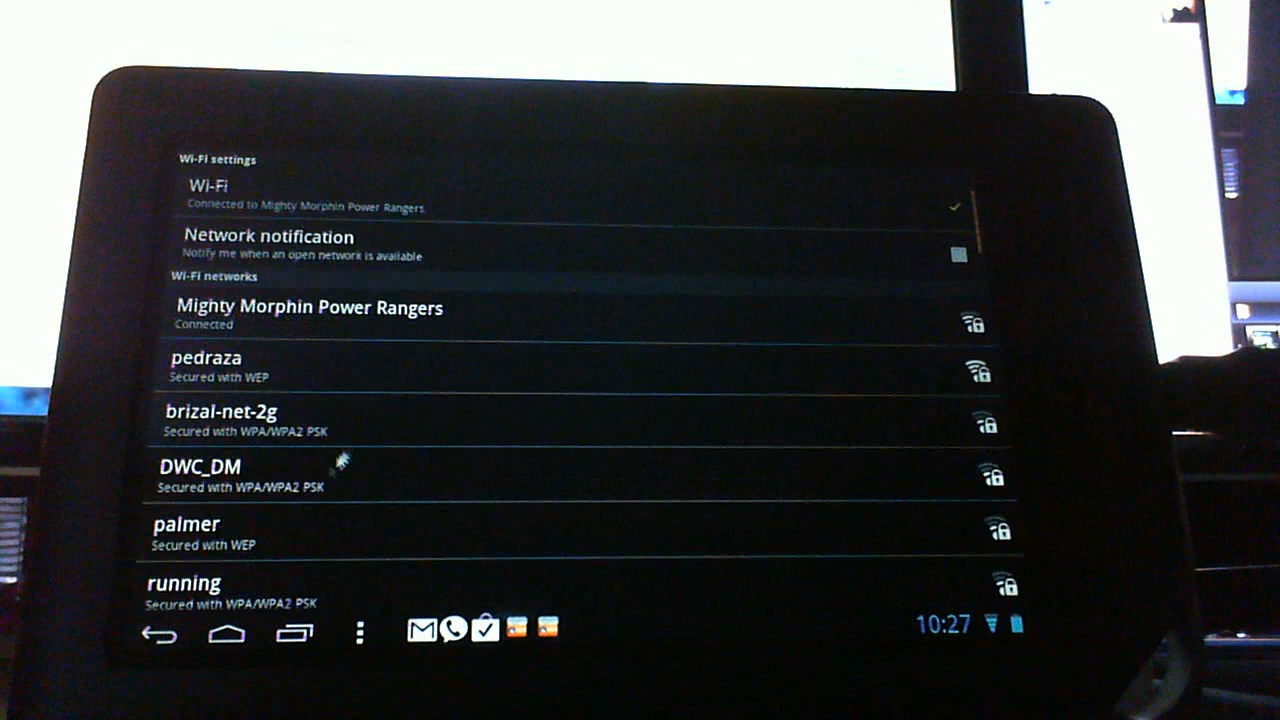 Wi-Fi settings
Wi-Fi
Connected to Mighty Morphin Power Rangers
Network notification
Notify me when an open network is available
Wi-Fi networks
Mighty Morphin Power Rangers
Connected
pedraza
Secured with WEP
brizal-net-2g
Secured with WPA/WPA2 PSK
DWC_DM
Secured with WPA/WPA2 PSK
palmer
Secured with WEP
running
Secured with WPA/WPA2 PSK
10:27